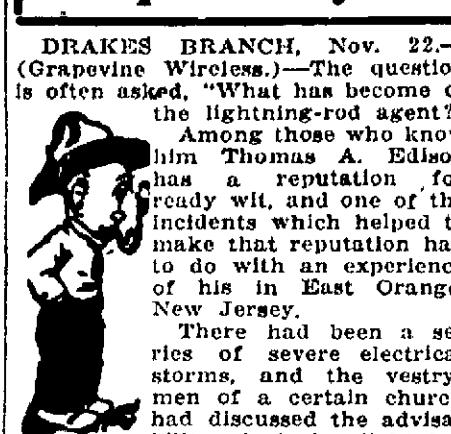 DRAKES BRANCH, Nov. 22.—
(Grapevine Wireless.)—The questio
is often asked, "What has become o
the lightning-rod agent?
Among those who know
him Thomas A. Ediso
has a reputation fo
ready wit, and one of th
incidents which helped t
make that reputation ha
to do with an experienc
of his in East Orange
New Jersey.
There had been a se
ries of severe electrica
storms, and the vestry
men of a certain churc
had discussed the advisa